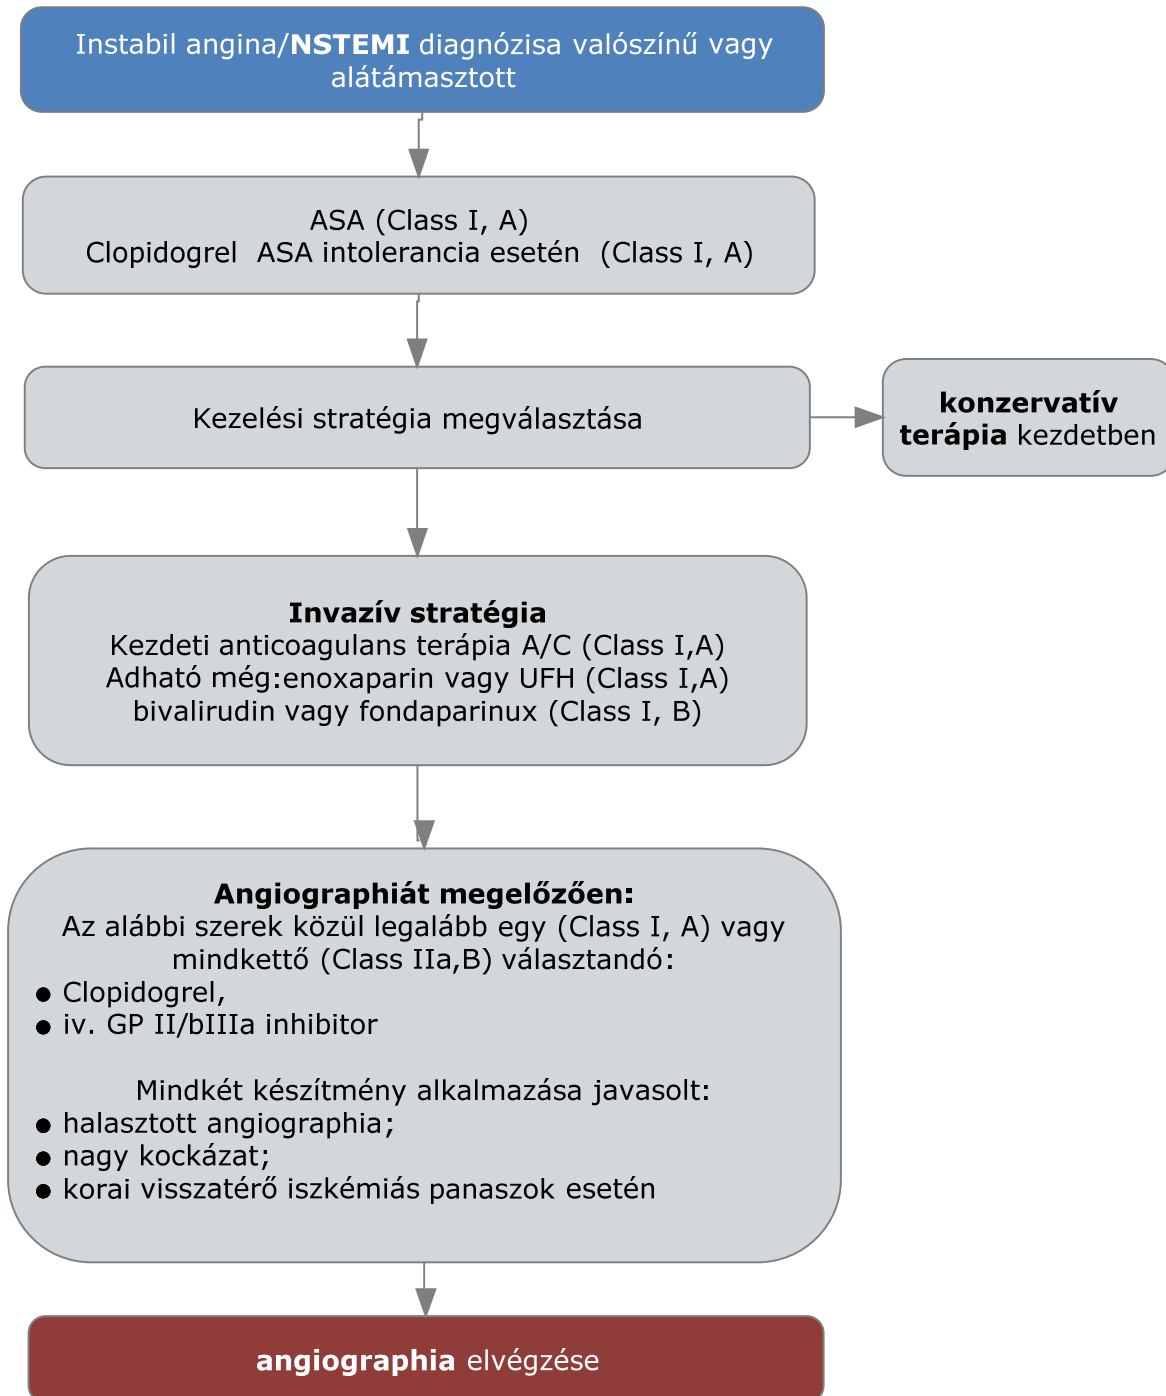 Instabil angina/NSTEMI diagnózisa valószínű vagy
alátámasztott
ASA (Class I, A)
Clopidogrel  ASA intolerancia esetén  (Class I, A)
Kezelési stratégia megválasztása
konzervatív
terápia kezdetben
Invazív stratégia
Kezdeti anticoagulans terápia A/C (Class I,A)
Adható még:enoxaparin vagy UFH (Class I,A)
bivalirudin vagy fondaparinux (Class I, B)
Angiographiát megelőzően:
Az alábbi szerek közül legalább egy (Class I, A) vagy
mindkettő (Class IIa,B) választandó:
● Clopidogrel,
● iv. GP II/bIIIa inhibitor
Mindkét készítmény alkalmazása javasolt:
● halasztott angiographia;
● nagy kockázat;
● korai visszatérő iszkémiás panaszok esetén
angiographia elvégzése